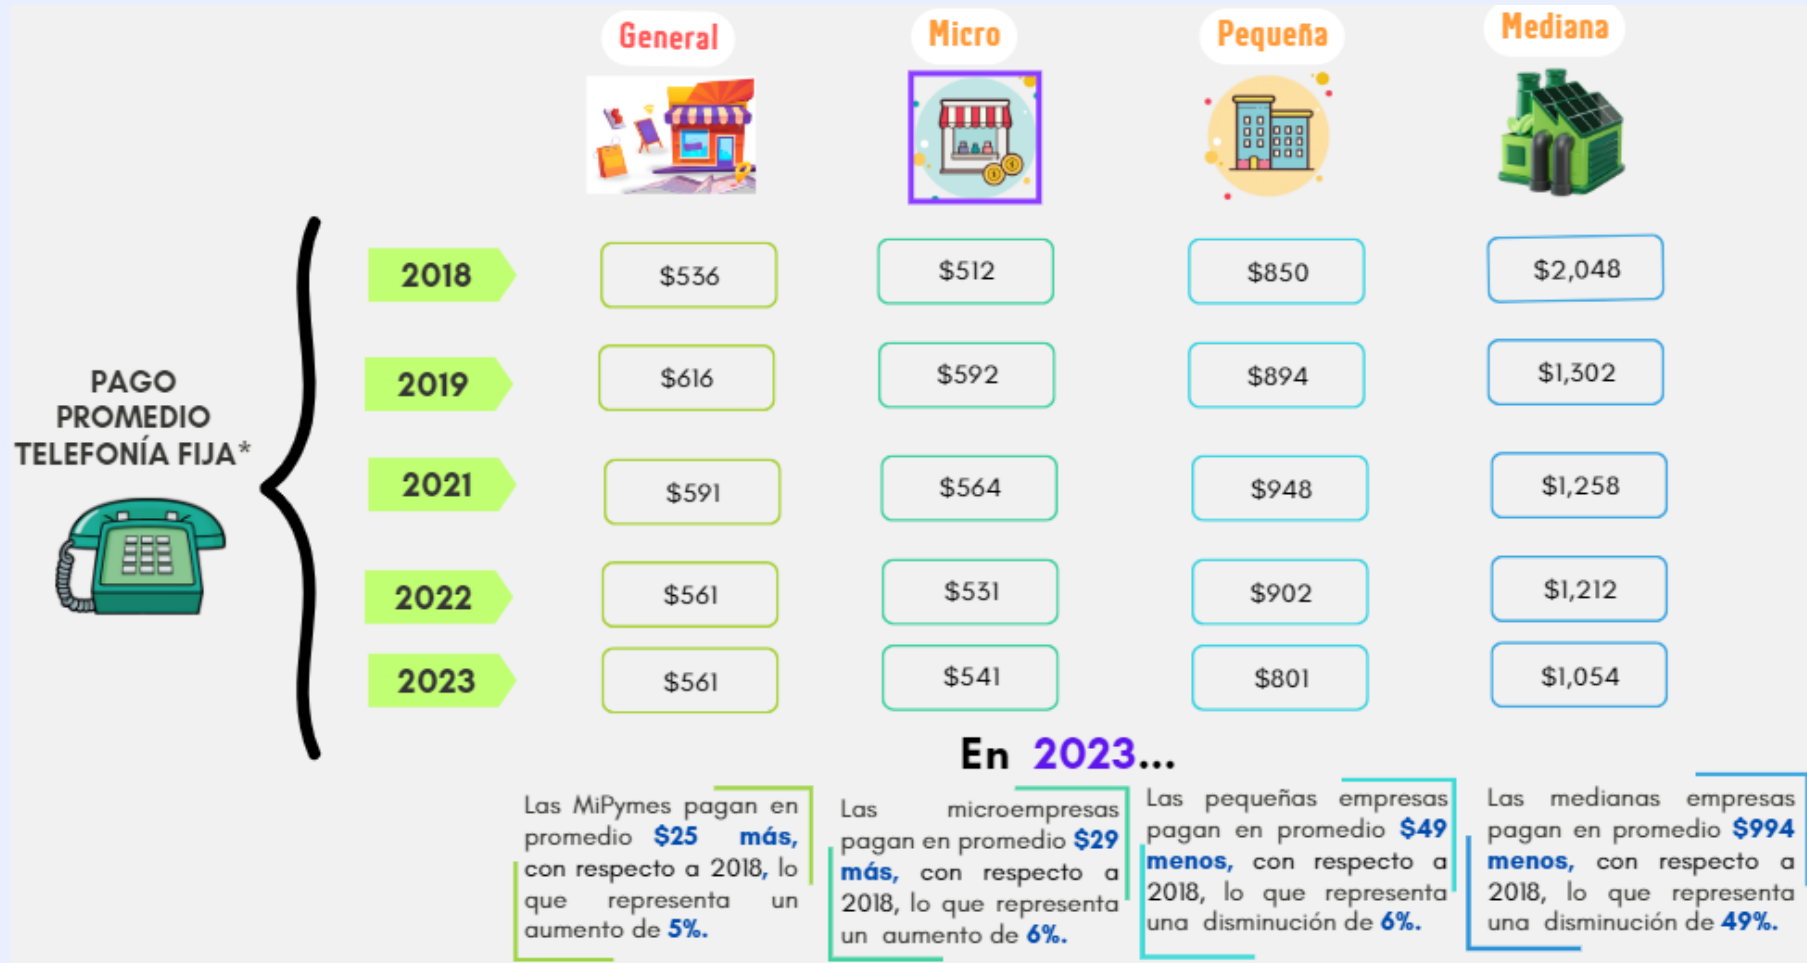 General
Micro
Pequeña
Mediana
PAGO
PROMEDIO
TELEFONÍA FIJA*
2018
$536
$512
$850
$2,048
2019
$616
$592
$894
$1,302
2021
$591
$564
$948
$1,258
2022
$561
$531
$902
$1,212
2023
$561
$541
$801
$1,054
En 2023...
Las MiPymes pagan en
promedio $25 más,
con respecto a 2018, lo
que representa un
aumento de 5%.
Las microempresas
pagan en promedio $29
más, con respecto a
2018, lo que representa
un aumento de 6%.
Las pequeñas empresas
pagan en promedio $49
menos, con respecto a
2018, lo que representa
una disminución de 6%.
Las medianas empresas
pagan en promedio $994
menos, con respecto a
2018, lo que representa
una disminución de 49%.